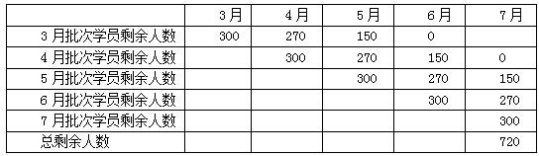 3月 4月 5月 6月 7月
3月批次学员剩余人数 300 270 150 0
4月批次学员剩余人数 300 270 150 0
5月批次学员剩余人数 300 270 150
6月批次学员剩余人数 300 270
7月批次学员剩余人数 300
总剩余人数 720